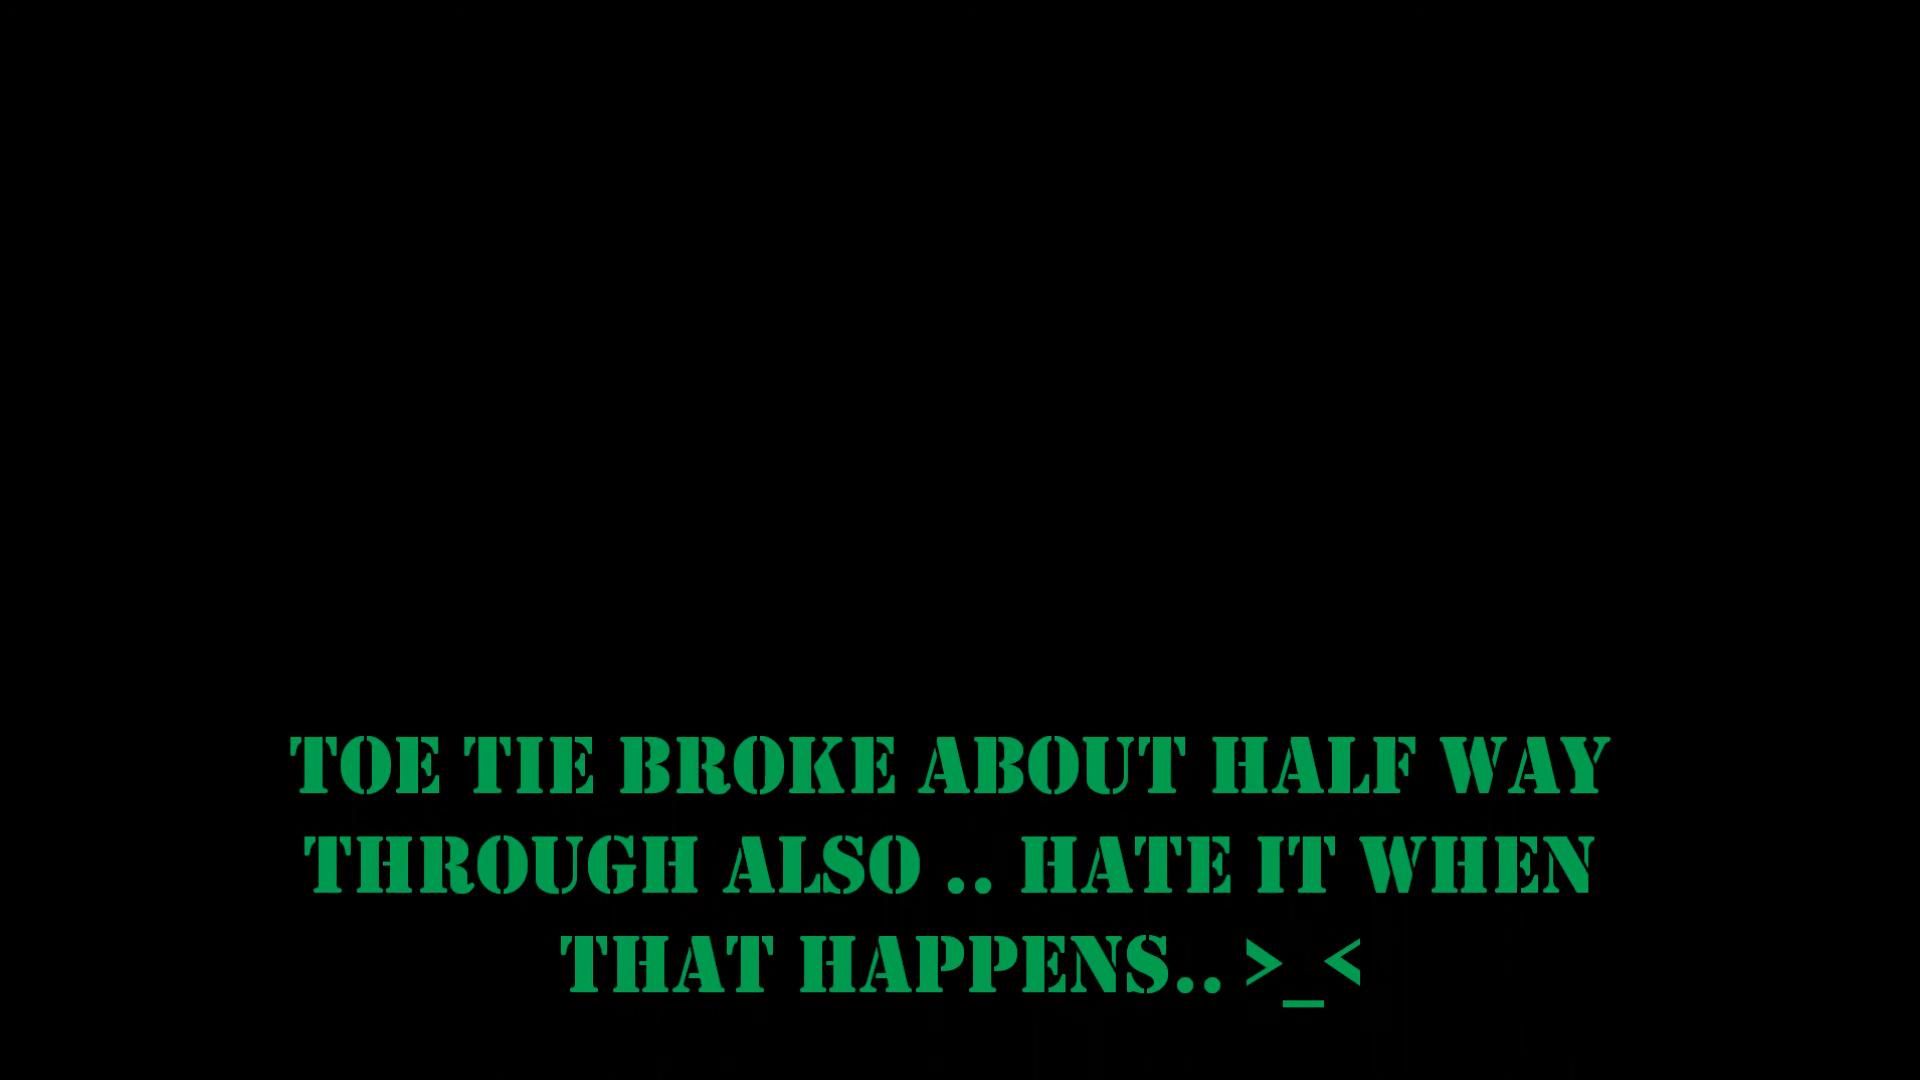 TOE TIE BROKE ABOUT HALF WAY
THROUGH ALSO .. HATE IT WHEN
THAT HAPPENS.. >_<